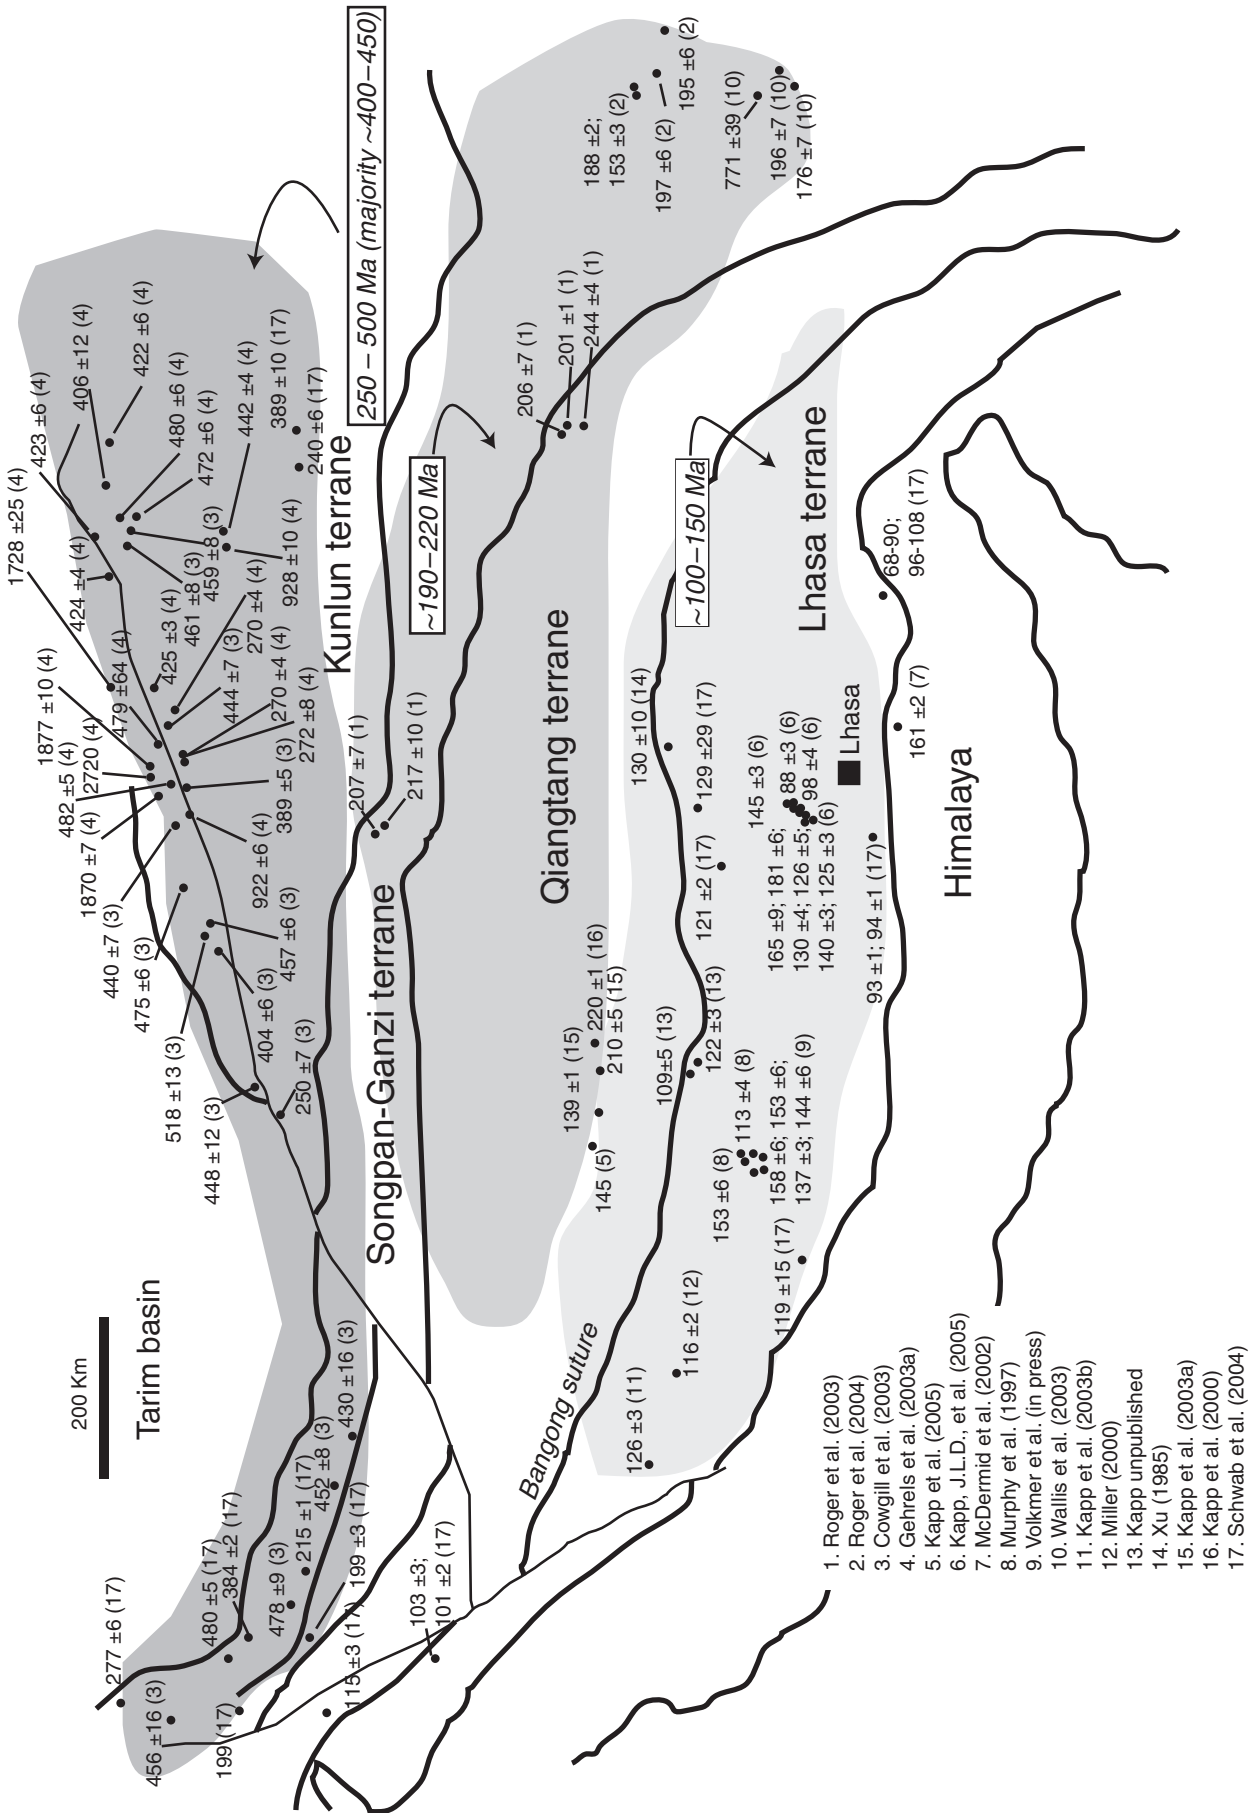 200 Km
Tarim basin
277 ±6 (17)
456 ±16 (3)
199 (17)
480 ±5 (17)
384 ±2 (17)
478 ±9 (3)
215 ±1 (17)
452 ±8 (3)
430 ±16 (3)
199 ±3 (17)
115 ±3 (17)
103 ±3;
101 ±2 (17)
448 ±12 (3)
518 ±13 (3)
475 ±6 (3)
440 ±7 (3)
1870 ±7 (4)
482 ±5 (4)
2720 (4)
1877 ±10 (4)
479 ±64 (4)
1728 ±25 (4)
424 ±4 (4)
423 ±6 (4)
406 ±12 (4)
422 ±6 (4)
480 ±6 (4)
472 ±6 (4)
442 ±4 (4)
389 ±10 (17)
240 ±6 (17)
425 ±3 (4)
461 ±8 (3)
459 ±8 (3)
928 ±10 (4)
270 ±4 (4)
444 ±7 (3)
270 ±4 (4)
272 ±8 (4)
389 ±5 (3)
922 ±6 (4)
457 ±6 (3)
404 ±6 (3)
250 ±7 (3)
Kunlun terrane
250 – 500 Ma (majority ~400–450)
Songpan-Ganzi terrane
207 ±7 (1)
217 ±10 (1)
~190–220 Ma
206 ±7 (1)
201 ±1 (1)
244 ±4 (1)
188 ±2;
153 ±3 (2)
197 ±6 (2)
195 ±6 (2)
771 ±39 (10)
196 ±7 (10)
176 ±7 (10)
Qiangtang terrane
145 (5)
139 ±1 (15)
220 ±1 (16)
210 ±5 (15)
Bangong suture
126 ±3 (11)
116 ±2 (12)
119 ±15 (17)
153 ±6 (8)
113 ±4 (8)
158 ±6; 153 ±6;
137 ±3; 144 ±6 (9)
109±5 (13)
122 ±3 (13)
121 ±2 (17)
129 ±29 (17)
130 ±10 (14)
145 ±3 (6)
88 ±3 (6)
98 ±4 (6)
165 ±9; 181 ±6;
130 ±4; 126 ±5;
140 ±3; 125 ±3 (6)
Lhasa
~100–150 Ma
Lhasa terrane
93 ±1; 94 ±1 (17)
161 ±2 (7)
68-90;
96-108 (17)
Himalaya
1. Roger et al. (2003)
2. Roger et al. (2004)
3. Cowgill et al. (2003)
4. Gehrels et al. (2003a)
5. Kapp et al. (2005)
6. Kapp, J.L.D., et al. (2005)
7. McDermid et al. (2002)
8. Murphy et al. (1997)
9. Volkmer et al. (in press)
10. Wallis et al. (2003)
11. Kapp et al. (2003b)
12. Miller (2000)
13. Kapp unpublished
14. Xu (1985)
15. Kapp et al. (2003a)
16. Kapp et al. (2000)
17. Schwab et al. (2004)